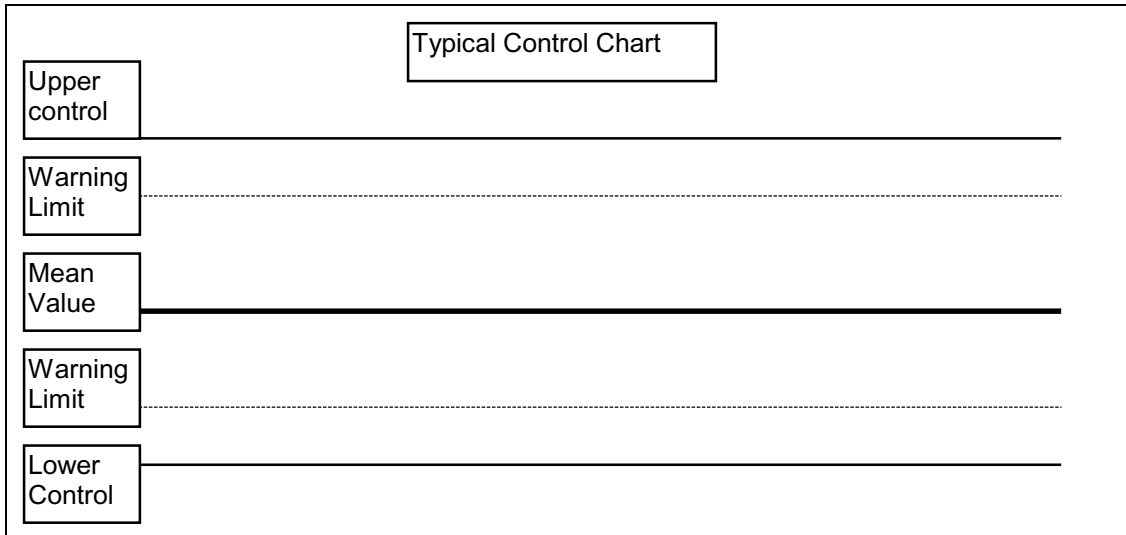 Typical Control Chart
Upper
control
Warning
Limit
Mean
Value
Warning
Limit
Lower
Control